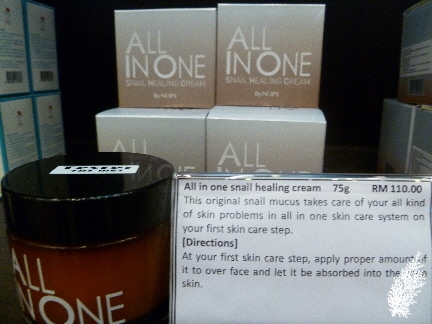 ALL
IN ONE
SNAIL HEALING CREAM
By NOPS
ALL
IN ONE
SNAIL HEALING CREAM
By NOPS
ALL
ALL
IN ONE
TESTER
ALL
IN ONE
All in one snail healing cream 75g RM 110.00
This original snail mucus takes care of your all kind
of skin problems in all in one skin care system on
your first skin care step.
[Directions]
At your first skin care step, apply proper amount of
it to over face and let it be absorbed into the skin
skin.